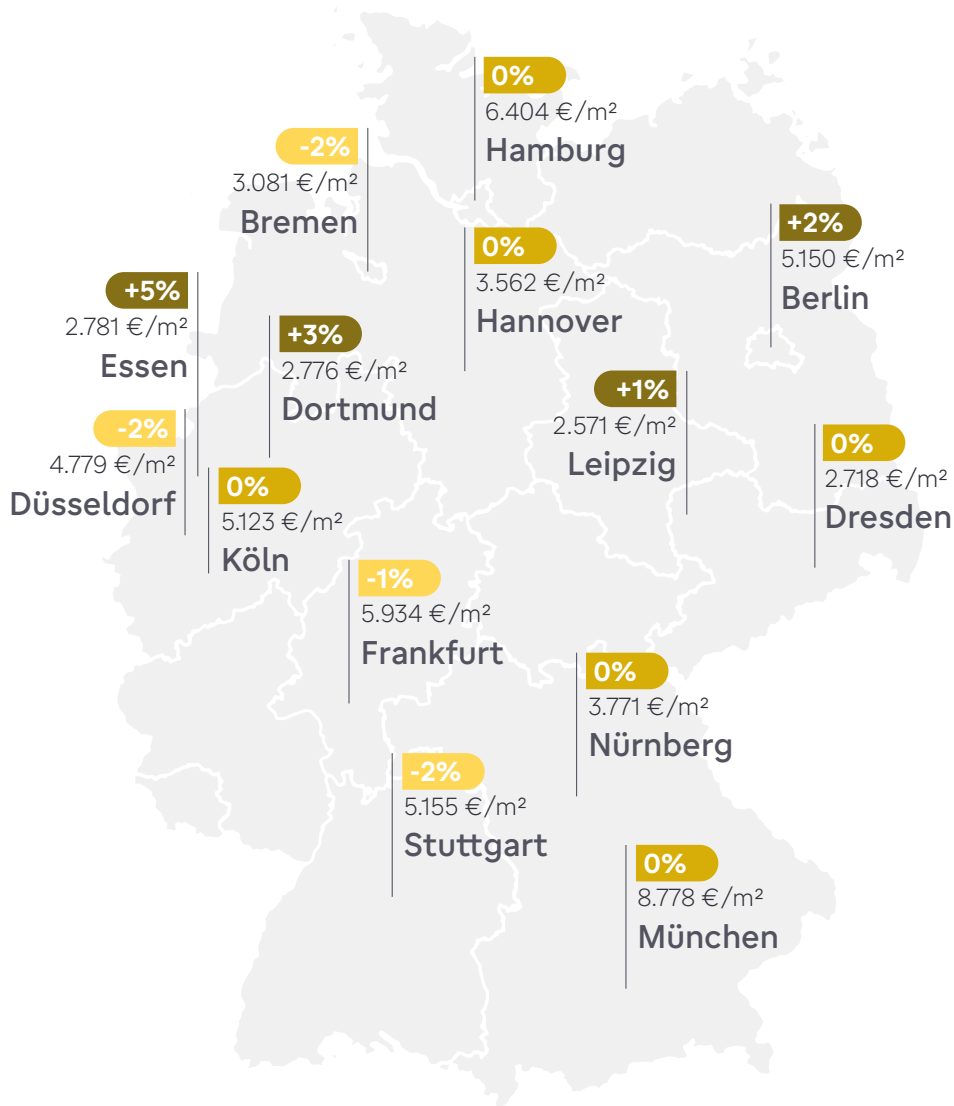 0%
6.404 €/m²
Hamburg
-2%
3.081 €/m²
Bremen
+2%
5.150 €/m²
Berlin
0%
3.562 €/m²
Hannover
+5%
2.781 €/m²
Essen
+3%
2.776 €/m²
Dortmund
+1%
2.571 €/m²
Leipzig
-2%
4.779 €/m²
Düsseldorf
0%
2.718 €/m²
Dresden
0%
5.123 €/m²
Köln
-1%
5.934 €/m²
Frankfurt
0%
3.771 €/m²
Nürnberg
-2%
5.155 €/m²
Stuttgart
0%
8.778 €/m²
München